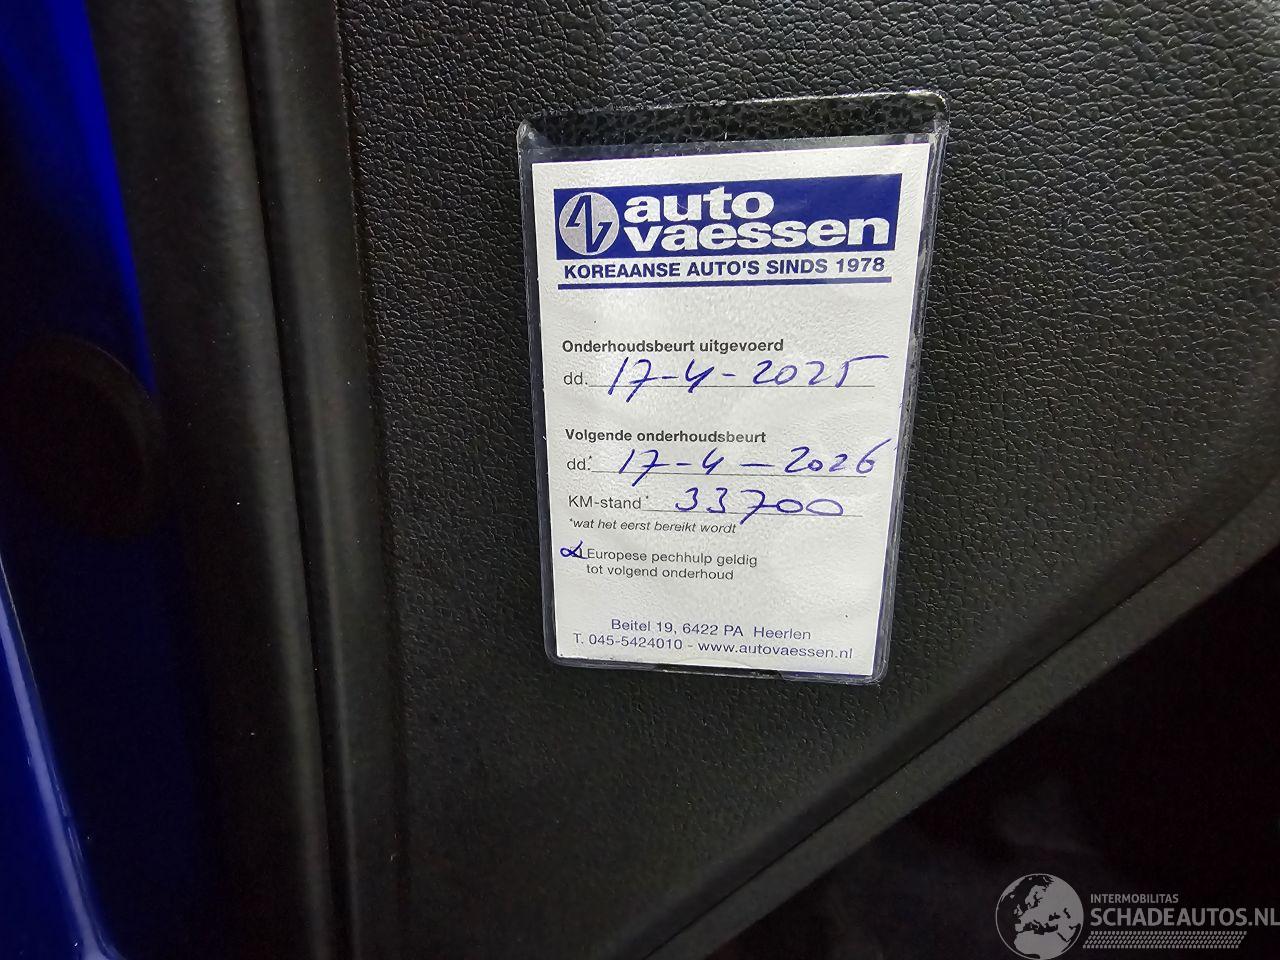 auto
vaessen
KOREAANSE AUTO'S SINDS 1978
Onderhoudsbeurt uitgevoerd
dd. 17-4-2025
Volgende onderhoudsbeurt
dd.* 17-4-2026
KM-stand* 33700
*wat het eerst bereikt wordt
Europese pechhulp geldig
tot volgend onderhoud
Beitel 19, 6422 PA Heerlen
T. 045-5424010 - www.autovaessen.nl
INTERMOBILITAS
SCHADEAUTOS.NL